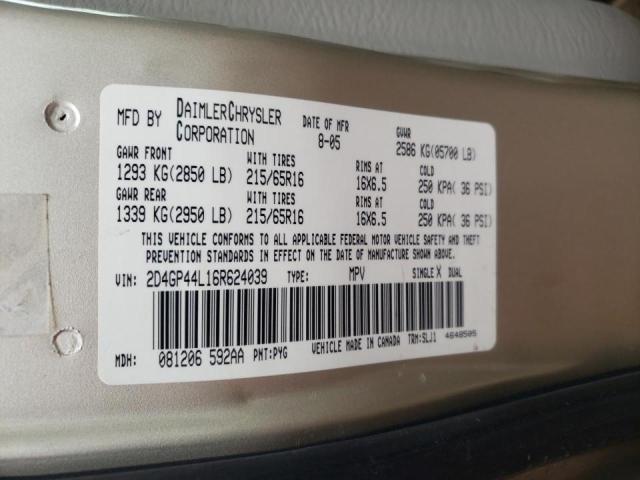 MFD BY DAIMLERCHRYSLER CORPORATION DATE OF MFR 8-05 GVWR 2586 KG(05700 LB)
GAWR FRONT WITH TIRES RIMS AT COLD
1293 KG(2850 LB) 215/65R16 16X6.5 250 KPA( 36 PSI)
GAWR REAR WITH TIRES RIMS AT COLD
1339 KG(2950 LB) 215/65R16 16X6.5 250 KPA( 36 PSI)
THIS VEHICLE CONFORMS TO ALL APPLICABLE FEDERAL MOTOR VEHICLE SAFETY AND THEFT
PREVENTION STANDARDS IN EFFECT ON THE DATE OF MANUFACTURE SHOWN ABOVE.
VIN: 2D4GP44L16R624039 TYPE: MPV SINGLE X DUAL
MDH: 081206 592AA PNT:PYG VEHICLE MADE IN CANADA TRM:SLJ1 4648505